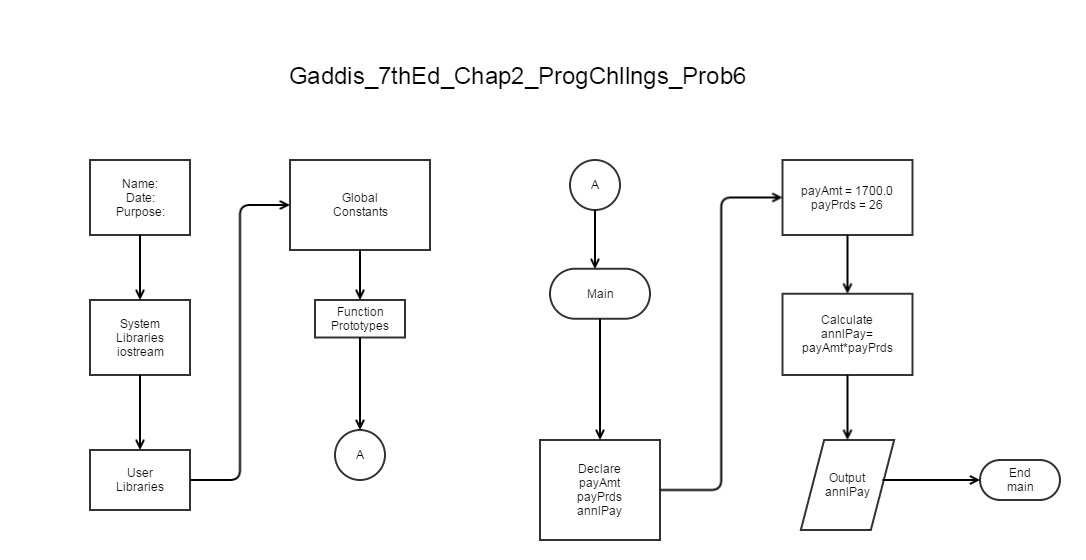 Gaddis_7thEd_Chap2_ProgChllngs_Prob6
Name:
Date:
Purpose:
System
Libraries
iostream
User
Libraries
Global
Constants
Function
Prototypes
A
A
Main
Declare
payAmt
payPrds
annlPay
payAmt = 1700.0
payPrds = 26
Calculate
annlPay=
payAmt*payPrds
Output
annlPay
End
main